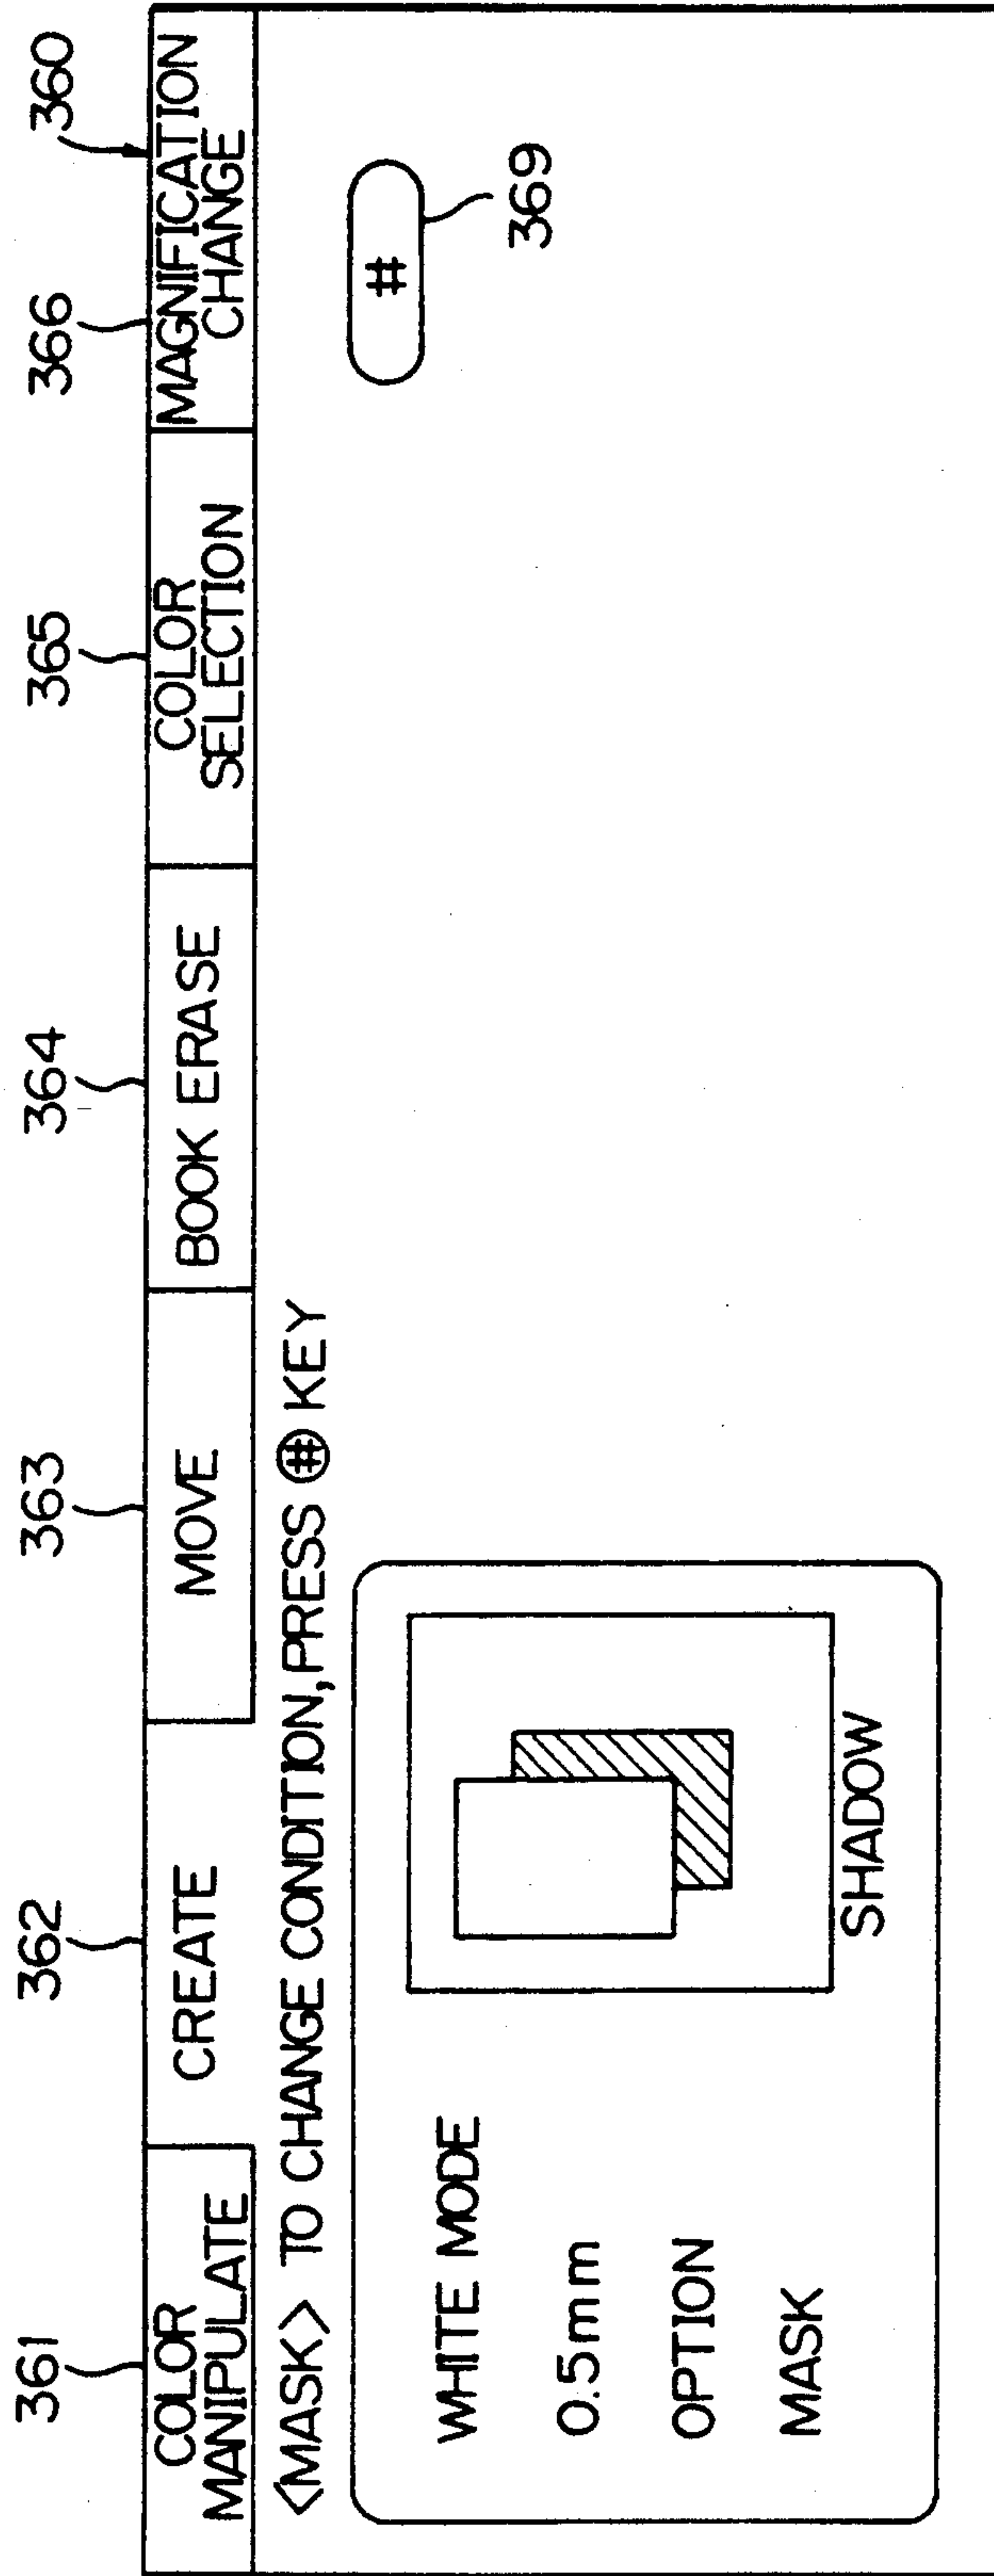 361
362
363
364
365
366
360
COLOR
MANIPULATE
CREATE
MOVE
BOOK ERASE
COLOR
SELECTION
MAGNIFICATION
CHANGE
<MASK> TO CHANGE CONDITION, PRESS # KEY
WHITE MODE
0.5mm
OPTION
MASK
SHADOW
#
369